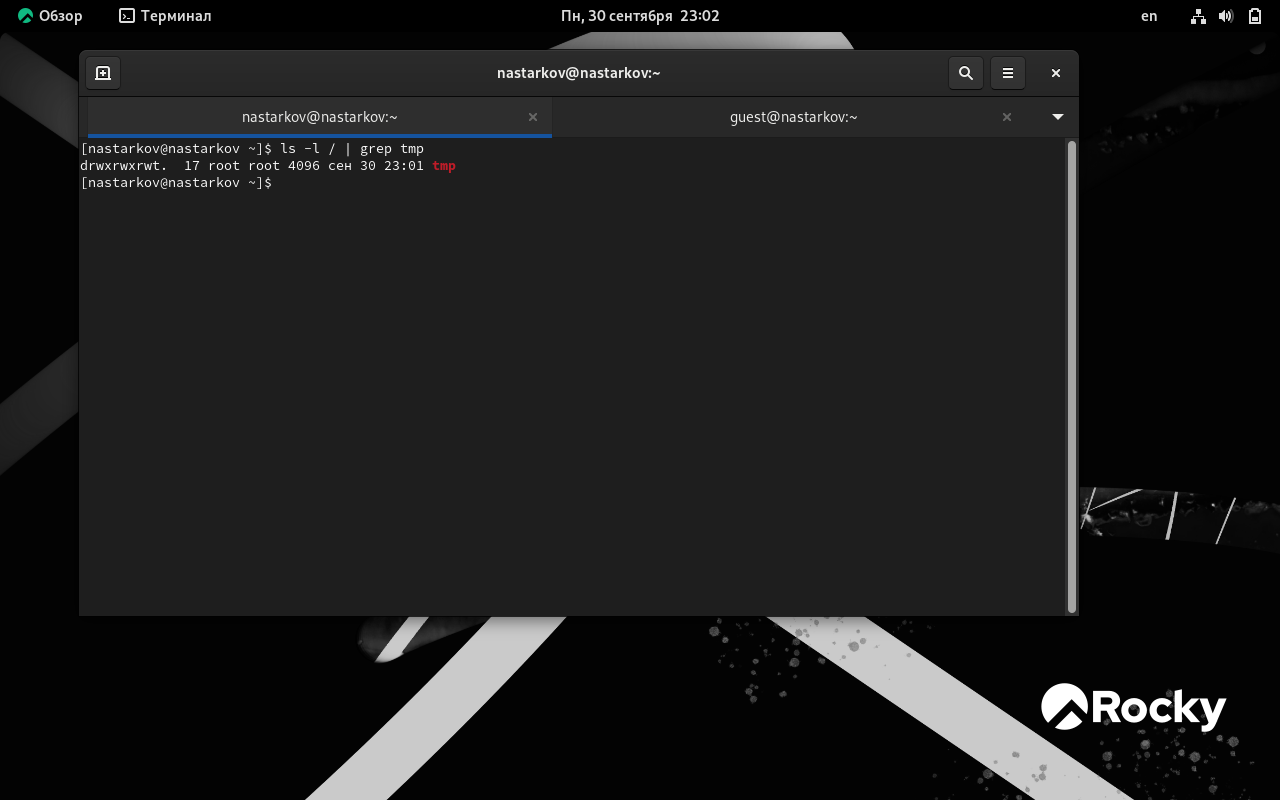 Обзор Терминал Пн, 30 сентября 23:02 en
nastarkov@nastarkov:~
nastarkov@nastarkov:~ guest@nastarkov:~
[nastarkov@nastarkov ~]$ ls -l / | grep tmp
drwxrwxrwt.  17 root root 4096 сен 30 23:01 tmp
[nastarkov@nastarkov ~]$
Rocky